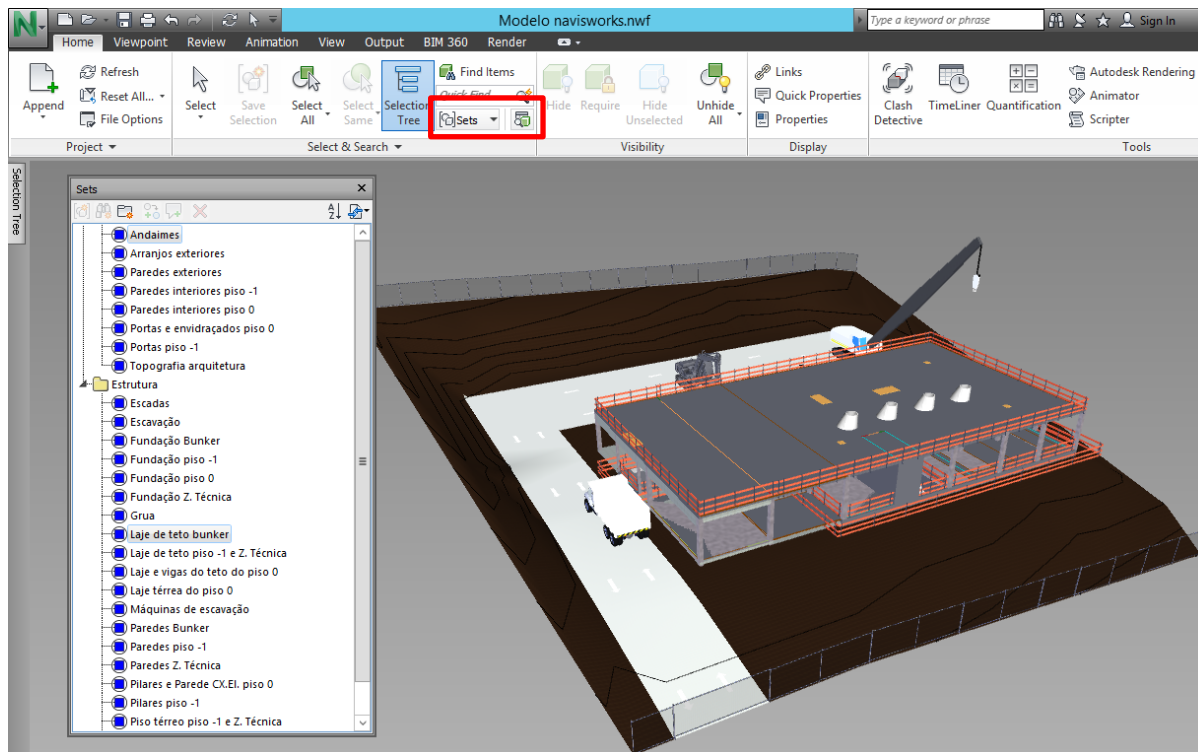 Modelo navisworks.nwf
Type a keyword or phrase
Sign In
Home Viewpoint Review Animation View Output BIM 360 Render
Append
Refresh
Reset All...
File Options
Select
Save Selection
Select All
Select Same
Selection Tree
Find Items
Quick Find
Sets
Hide
Require
Hide Unselected
Unhide All
Links
Quick Properties
Properties
Clash Detective
TimeLiner
Quantification
Autodesk Rendering
Animator
Scripter
Project
Select & Search
Visibility
Display
Tools
Selection Tree
Sets
Andaimes
Arranjos exteriores
Paredes exteriores
Paredes interiores piso -1
Paredes interiores piso 0
Portas e envidraçados piso 0
Portas piso -1
Topografia arquitetura
Estrutura
Escadas
Escavação
Fundação Bunker
Fundação piso -1
Fundação piso 0
Fundação Z. Técnica
Grua
Laje de teto bunker
Laje de teto piso -1 e Z. Técnica
Laje e vigas do teto do piso 0
Laje térrea do piso 0
Máquinas de escavação
Paredes Bunker
Paredes piso -1
Paredes Z. Técnica
Pilares e Parede CX.El. piso 0
Pilares piso -1
Piso térreo piso -1 e Z. Técnica